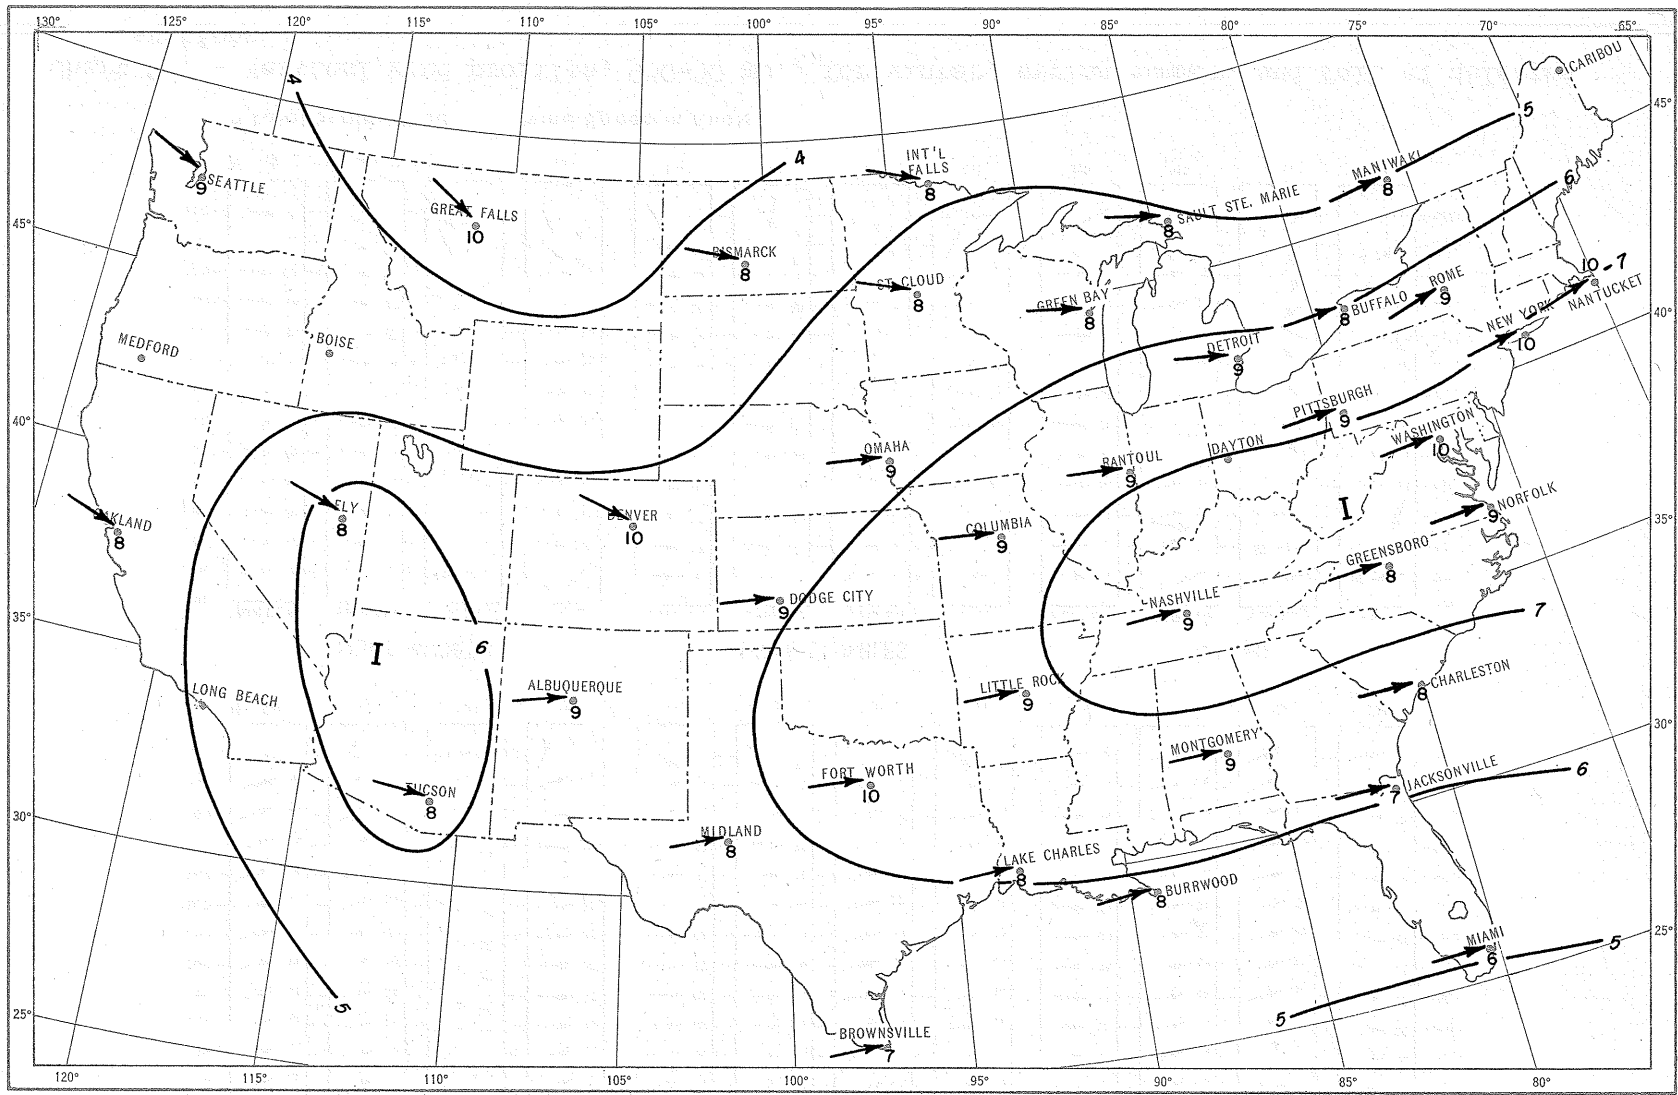 130° 125° 120° 115° 110° 105° 100° 95° 90° 85° 80° 75° 70° 65°
4
CARIBOU
45°
5
4
INT'L
FALLS
8
MANIWAKI
8
SEATTLE
9
6
GREAT FALLS
10
SAULT STE. MARIE
8
45°
BISMARCK
8
10 - 7
NANTUCKET
ST CLOUD
8
GREEN BAY
8
ROME
9
BUFFALO
8
NEW YORK
10
40°
MEDFORD
BOISE
DETROIT
9
PITTSBURGH
9
40°
WASHINGTON
10
OMAHA
9
RANTOUL
9
DAYTON
OAKLAND
8
ELY
8
DENVER
10
COLUMBIA
9
I
NORFOLK
9
35°
GREENSBORO
8
DODGE CITY
9
NASHVILLE
9
7
35°
6
I
LONG BEACH
ALBUQUERQUE
9
LITTLE ROCK
9
CHARLESTON
8
30°
MONTGOMERY
9
FORT WORTH
10
JACKSONVILLE
7
6
TUCSON
8
30°
MIDLAND
8
LAKE CHARLES
8
BURRWOOD
8
25°
MIAMI
6
5
5
5
25°
BROWNSVILLE
7
120° 115° 110° 105° 100° 95° 90° 85° 80°